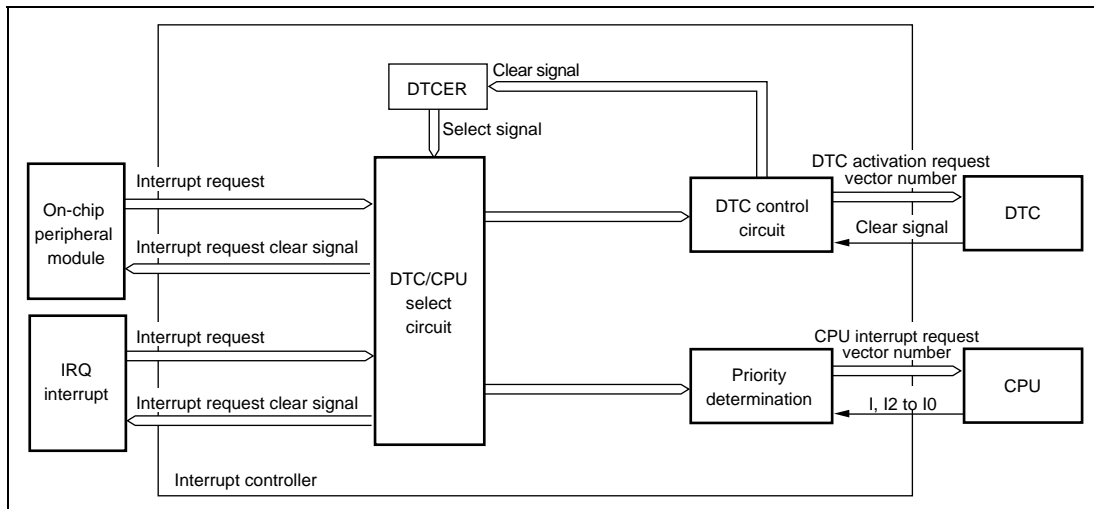 Clear signal
DTCER
Select signal
Interrupt request
DTC activation request
vector number
On-chip
peripheral
module
DTC control
circuit
DTC
Interrupt request clear signal
Clear signal
DTC/CPU
select
circuit
Interrupt request
CPU interrupt request
vector number
IRQ
interrupt
Priority
determination
CPU
Interrupt request clear signal
I, I2 to I0
Interrupt controller